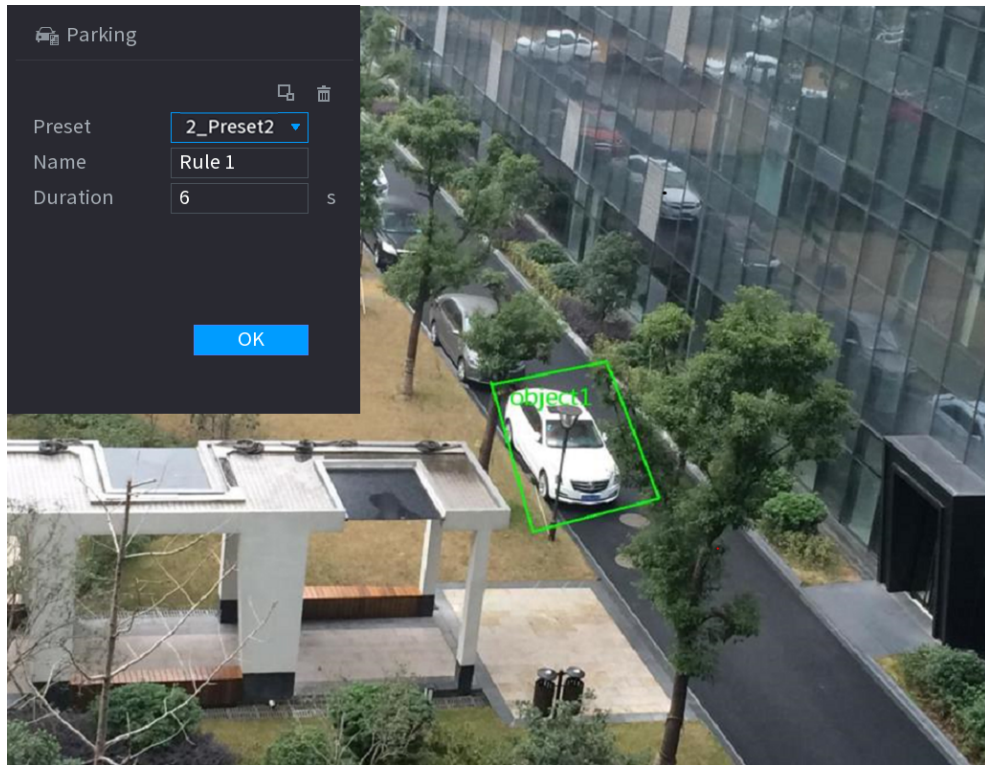 Parking
Preset 2_Preset2
Name Rule 1
Duration 6 s
OK
object1